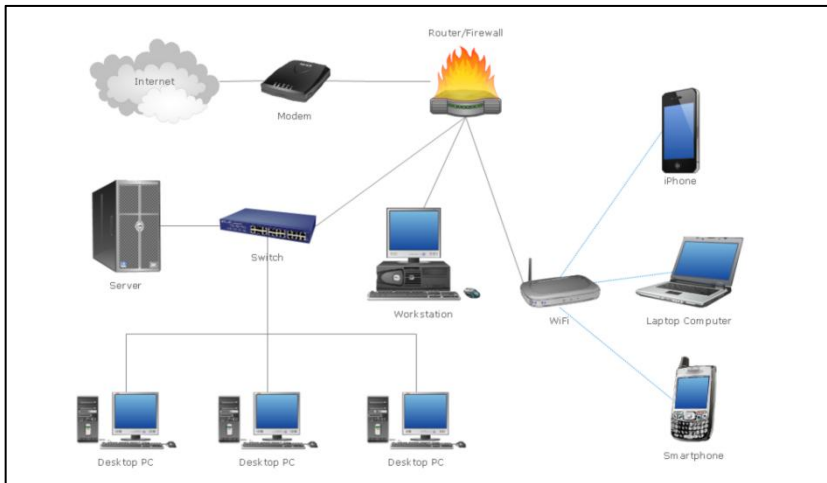 Router/Firewall
Internet
Modem
iPhone
Switch
Server
Workstation
WiFi
Laptop Computer
Desktop PC
Desktop PC
Desktop PC
Smartphone